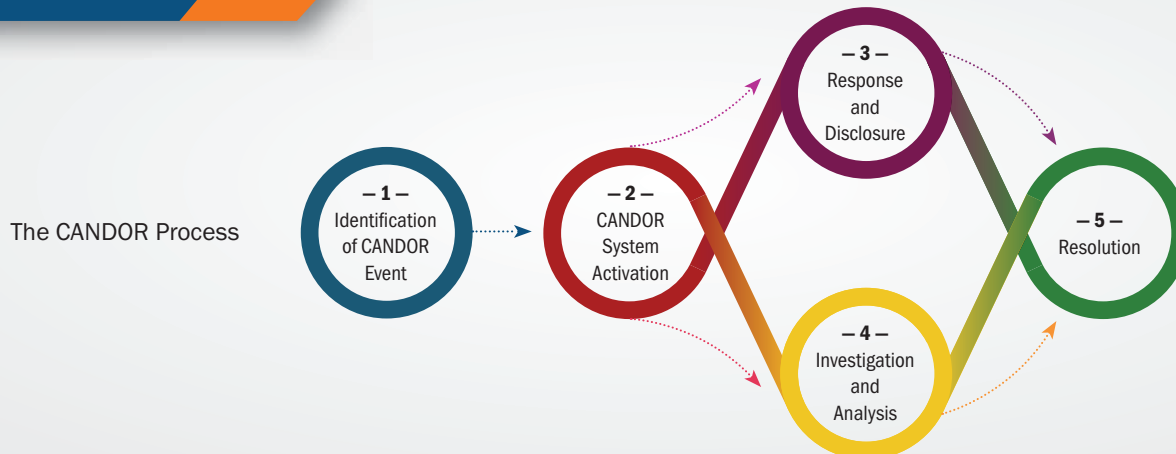 The CANDOR Process
– 1 –
Identification
of CANDOR
Event
– 2 –
CANDOR
System
Activation
– 3 –
Response
and
Disclosure
– 4 –
Investigation
and
Analysis
– 5 –
Resolution